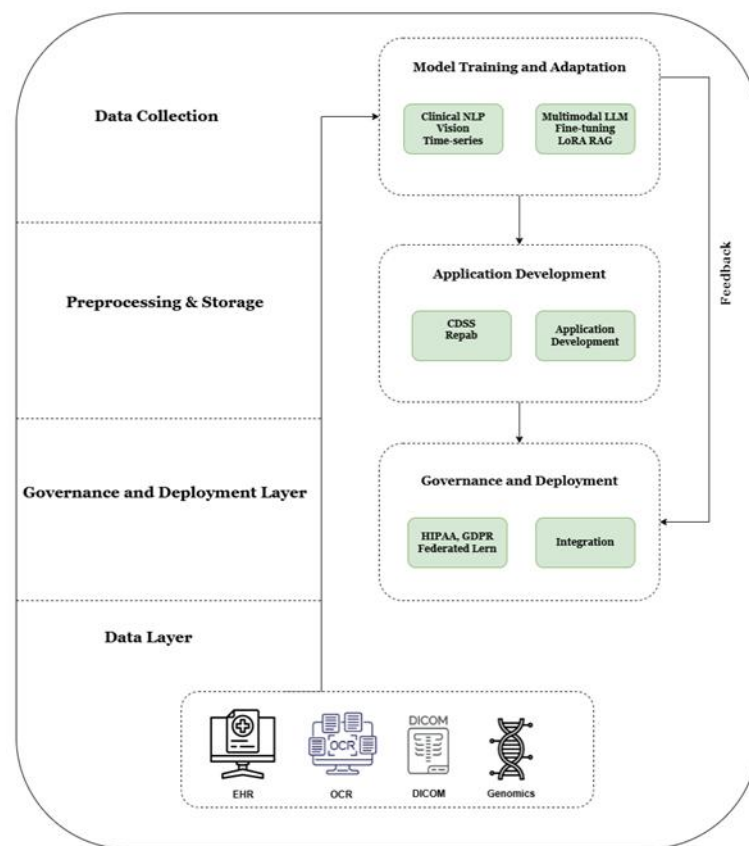 Model Training and Adaptation
Data Collection
Clinical NLP
Vision
Time-series
Multimodal LLM
Fine-tuning
LoRA RAG
Feedback
Application Development
Preprocessing & Storage
CDSS
Repab
Application
Development
Governance and Deployment
Governance and Deployment Layer
HIPAA, GDPR
Federated Lern
Integration
Data Layer
DICOM
OCR
EHR
OCR
DICOM
Genomics